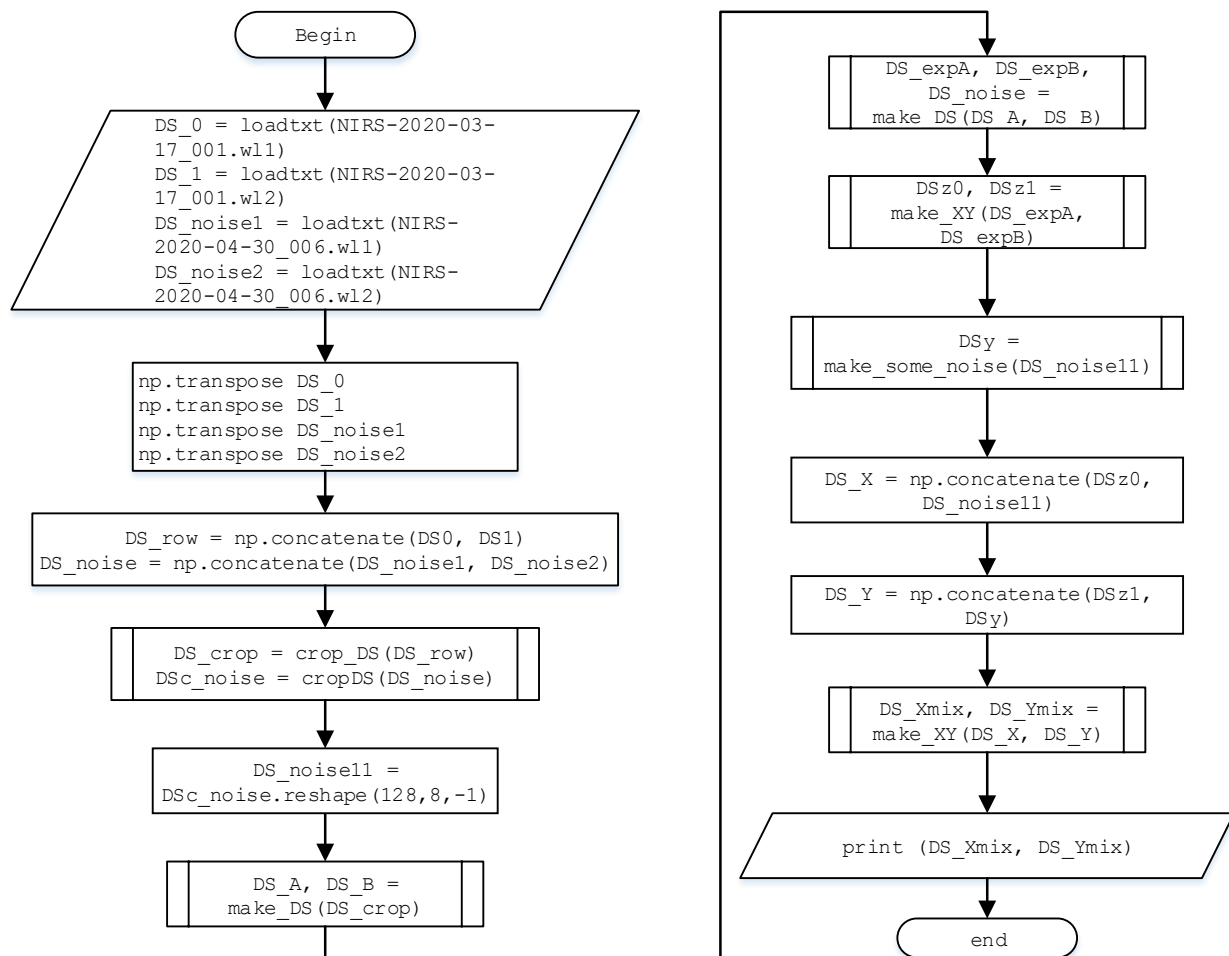 Begin
DS_0 = loadtxt(NIRS-2020-03-
17_001.wl1)
DS_1 = loadtxt(NIRS-2020-03-
17_001.wl2)
DS_noise1 = loadtxt(NIRS-
2020-04-30_006.wl1)
DS_noise2 = loadtxt(NIRS-
2020-04-30_006.wl2)
np.transpose DS_0
np.transpose DS_1
np.transpose DS_noise1
np.transpose DS_noise2
DS_row = np.concatenate(DS0, DS1)
DS_noise = np.concatenate(DS_noise1, DS_noise2)
DS_crop = crop_DS(DS_row)
DSc_noise = cropDS(DS_noise)
DS_noise11 =
DSc_noise.reshape(128,8,-1)
DS_A, DS_B =
make_DS(DS_crop)
DS_expA, DS_expB,
DS_noise =
make_DS(DS_A, DS_B)
DSz0, DSz1 =
make_XY(DS_expA,
DS_expB)
DSy =
make_some_noise(DS_noise11)
DS_X = np.concatenate(DSz0,
DS_noise11)
DS_Y = np.concatenate(DSz1,
DSy)
DS_Xmix, DS_Ymix =
make_XY(DS_X, DS_Y)
print (DS_Xmix, DS_Ymix)
end